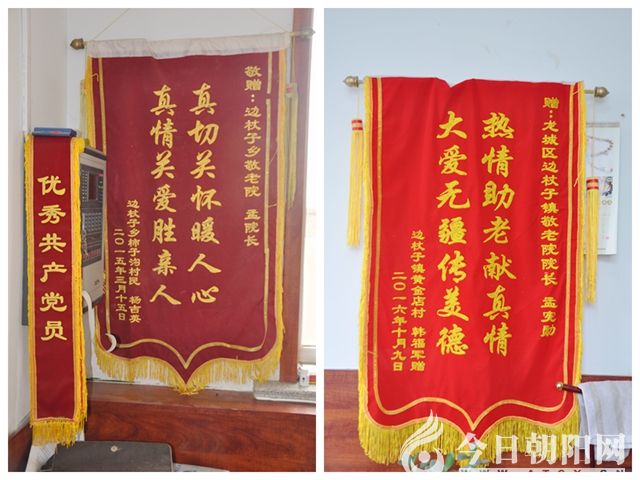 优秀共产党员
敬赠：边杖子乡敬老院 孟院长
真切关怀暖人心
真情关爱胜亲人
边杖子乡柿子沟村民 杨吉英
二〇一五年三月十五日
赠：龙城区边杖子镇敬老院院长 孟宪勋
热情助老献真情
大爱无疆传美德
边杖子镇黄金店村 韩福军赠
二〇一六年十月九日
今日朝阳网